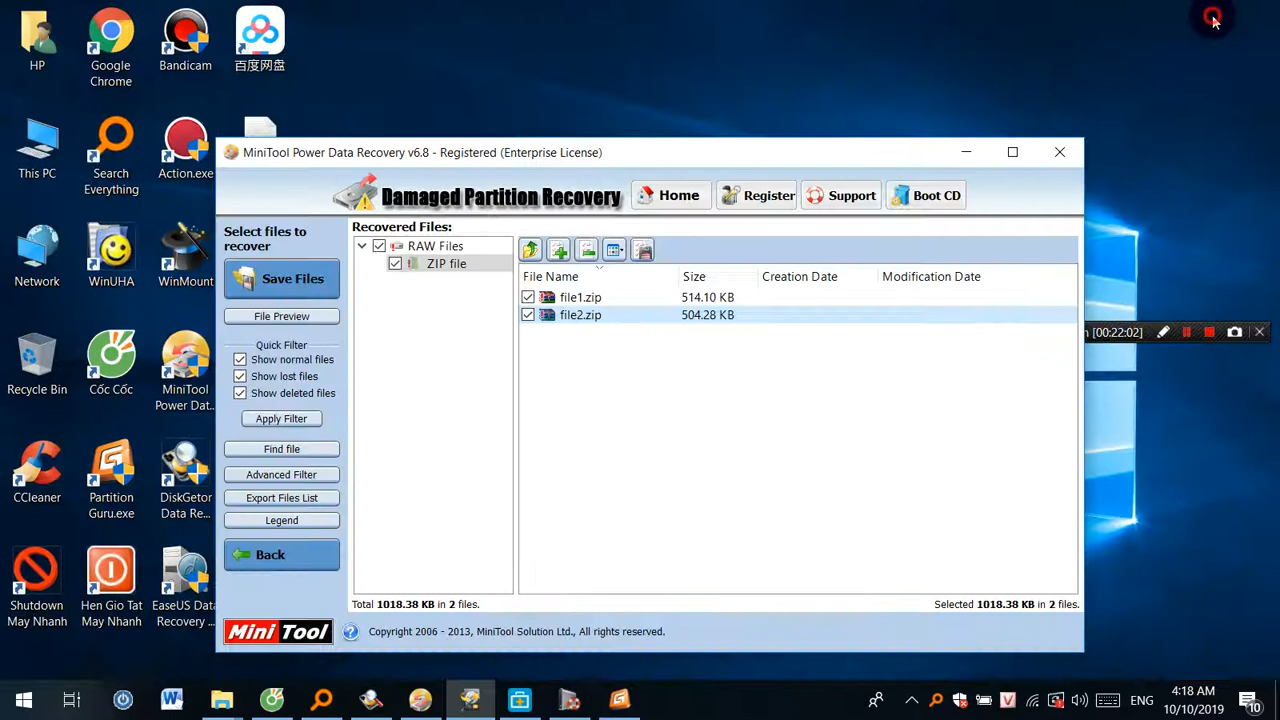 HP
Google
Chrome
Bandicam
百度网盘
This PC
Search
Everything
Action.exe
Network
WinUHA
WinMount
Recycle Bin
Cốc Cốc
MiniTool
Power Dat...
CCleaner
Partition
Guru.exe
DiskGetor
Data Re...
Shutdown
May Nhanh
Hen Gio Tat
May Nhanh
EaseUS Data
Recovery ...
MiniTool Power Data Recovery v6.8 - Registered (Enterprise License)
Damaged Partition Recovery
Home
Register
Support
Boot CD
Select files to
recover
Save Files
File Preview
Quick Filter
Show normal files
Show lost files
Show deleted files
Apply Filter
Find file
Advanced Filter
Export Files List
Legend
Back
Recovered Files:
RAW Files
ZIP file
File Name Size Creation Date Modification Date
file1.zip 514.10 KB
file2.zip 504.28 KB
Total 1018.38 KB in 2 files.
Selected 1018.38 KB in 2 files.
Mini Tool
Copyright 2006 - 2013, MiniTool Solution Ltd., All rights reserved.
[00:22:02]
ENG
4:18 AM
10/10/2019
10